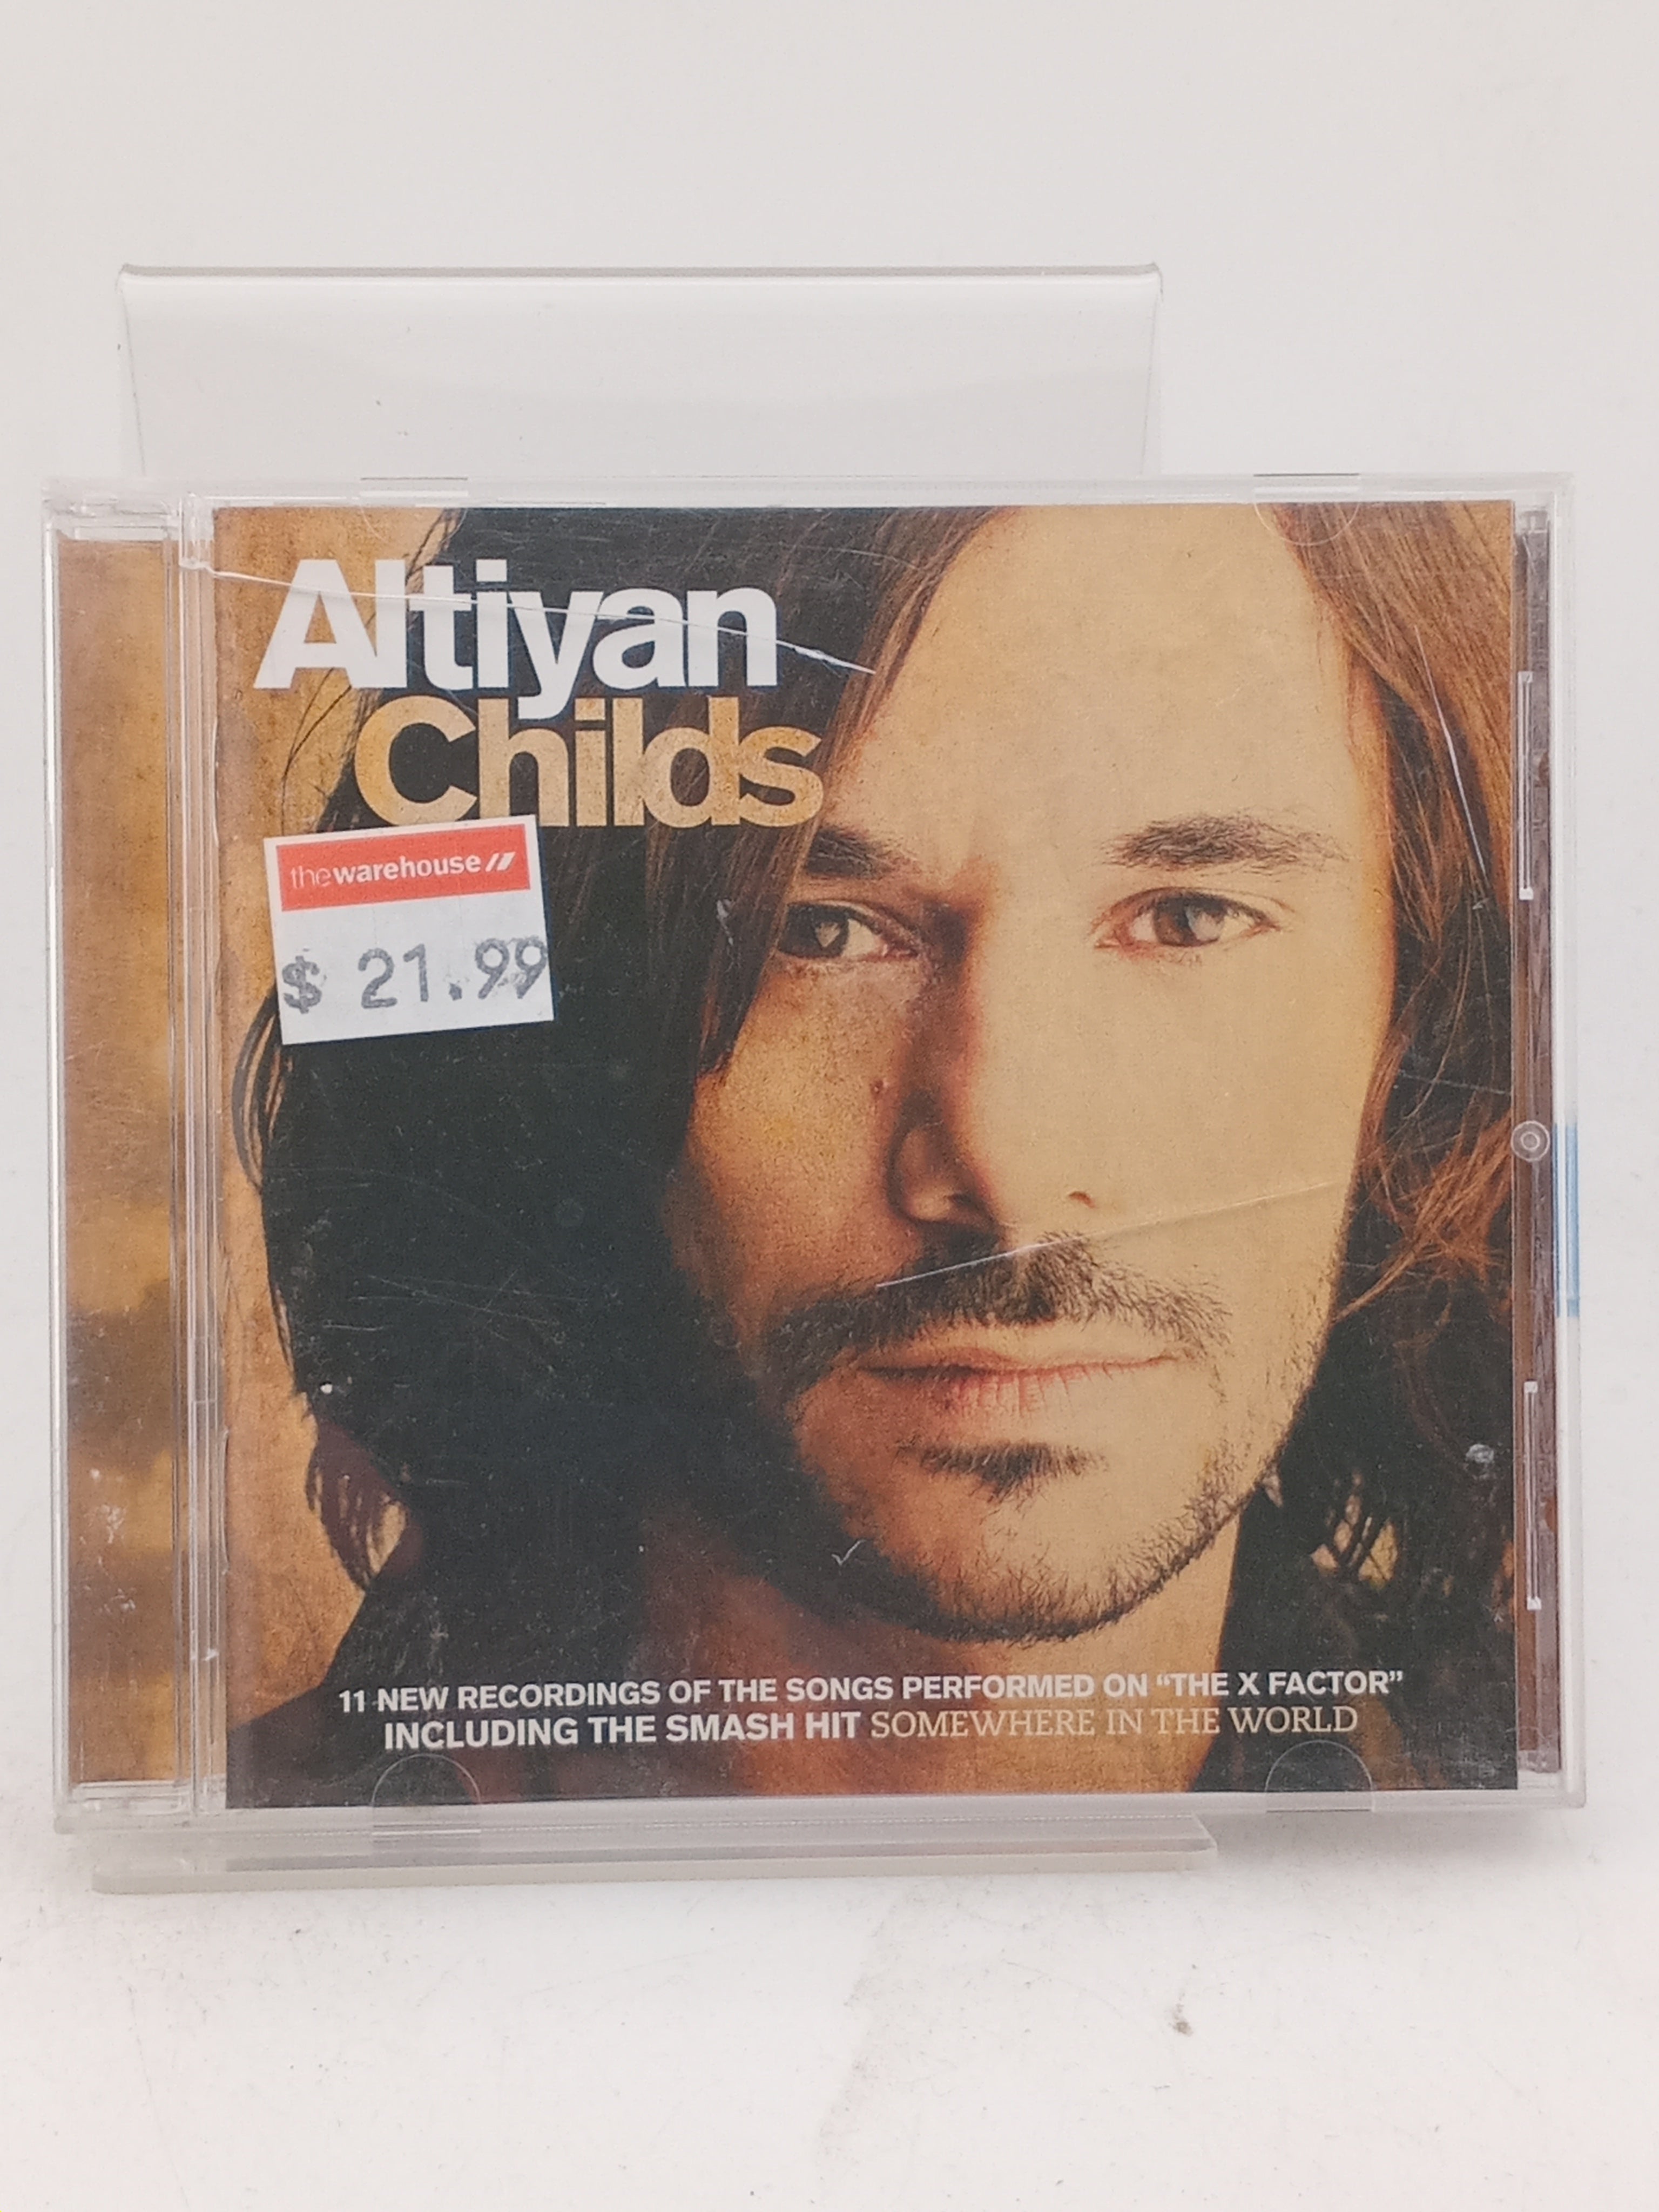 Altiyan
Childs
thewarehouse
$ 21.99
11 NEW RECORDINGS OF THE SONGS PERFORMED ON “THE X FACTOR”
INCLUDING THE SMASH HIT SOMEWHERE IN THE WORLD